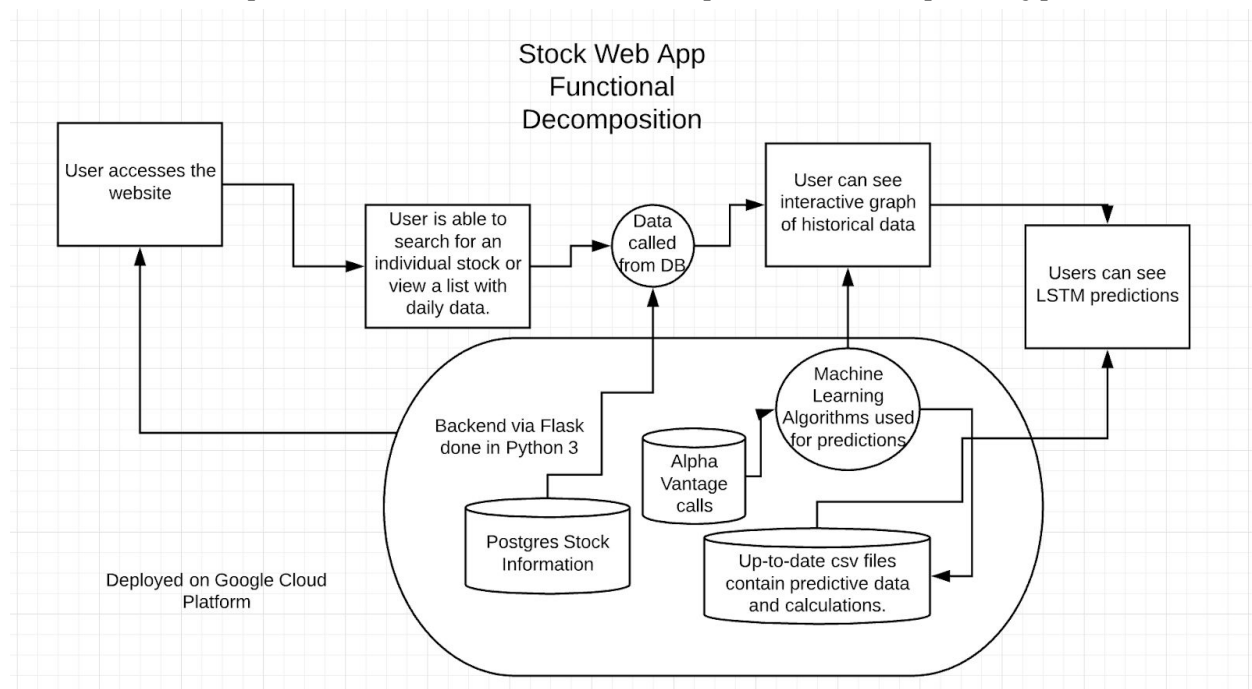 Stock Web App
Functional
Decomposition
User accesses the
website
User is able to
search for an
individual stock or
view a list with
daily data.
Data
called
from DB
User can see
interactive graph
of historical data
Users can see
LSTM predictions
Backend via Flask
done in Python 3
Machine
Learning
Algorithms used
for predictions
Alpha
Vantage
calls
Postgres Stock
Information
Up-to-date csv files
contain predictive data
and calculations.
Deployed on Google Cloud
Platform